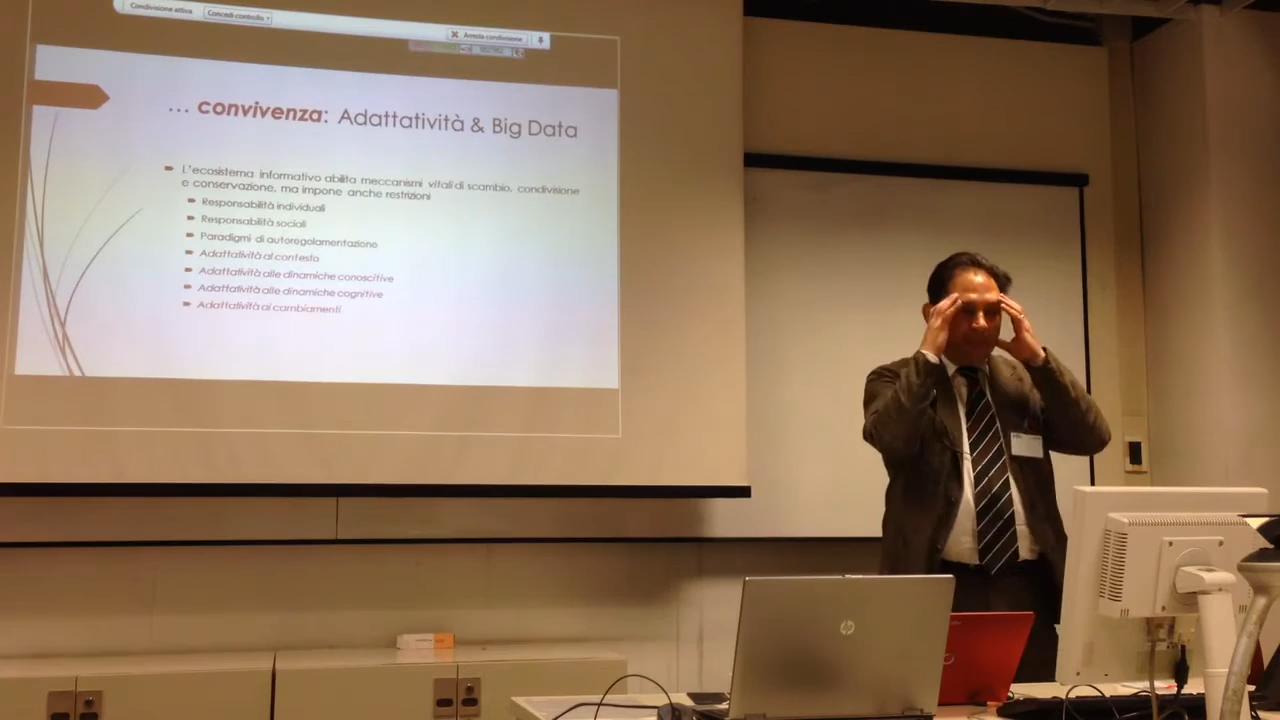 Condivisione attiva
Concedi controllo
Arresta condivisione
... convivenza: Adattatività & Big Data
L'ecosistema informativo abilita meccanismi vitali di scambio, condivisione
e conservazione, ma impone anche restrizioni
Responsabilità individuali
Responsabilità sociali
Paradigmi di autoregolamentazione
Adattatività al contesto
Adattatività alle dinamiche conoscitive
Adattatività alle dinamiche cognitive
Adattatività ai cambiamenti
hp